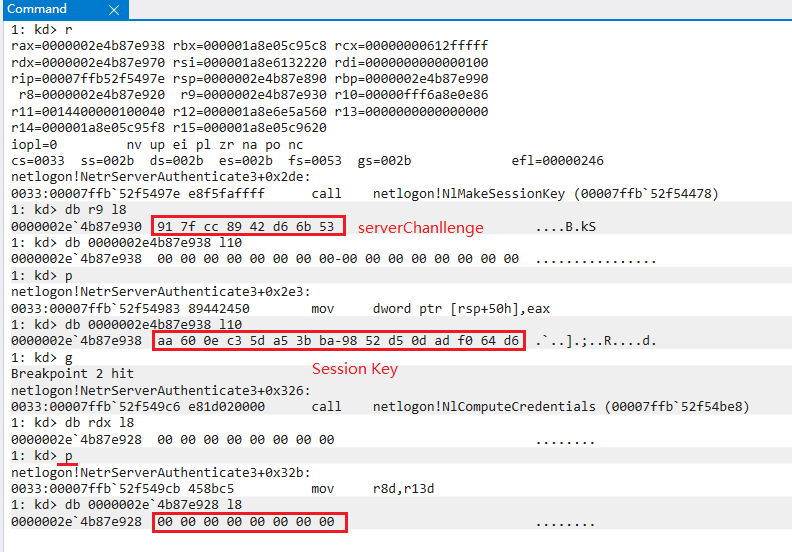 Command
1: kd> r
rax=0000002e4b87e938 rbx=000001a8e05c95c8 rcx=00000000612fffff
rdx=0000002e4b87e970 rsi=000001a8e6132220 rdi=0000000000000100
rip=00007ffb52f5497e rsp=0000002e4b87e890 rbp=0000002e4b87e990
r8=0000002e4b87e920 r9=0000002e4b87e930 r10=00000fff6a8e0e86
r11=0014400000100040 r12=000001a8e6e5a560 r13=0000000000000000
r14=000001a8e05c95f8 r15=000001a8e05c9620
iopl=0 nv up ei pl zr na po nc
cs=0033 ss=002b ds=002b es=002b fs=0053 gs=002b efl=00000246
netlogon!NetrServerAuthenticate3+0x2de:
0033:00007ffb`52f5497e e8f5faffff call netlogon!NlMakeSessionKey (00007ffb`52f54478)
1: kd> db r9 l8
0000002e`4b87e930 91 7f cc 89 42 d6 6b 53 ....B.kS
serverChanllenge
1: kd> db 0000002e4b87e938 l10
0000002e`4b87e938 00 00 00 00 00 00 00 00-00 00 00 00 00 00 00 00 ................
1: kd> p
netlogon!NetrServerAuthenticate3+0x2e3:
0033:00007ffb`52f54983 89442450 mov dword ptr [rsp+50h],eax
1: kd> db 0000002e4b87e938 l10
0000002e`4b87e938 aa 60 0e c3 5d a5 3b ba-98 52 d5 0d ad f0 64 d6 .`..].;..R....d.
1: kd> g
Session Key
Breakpoint 2 hit
netlogon!NetrServerAuthenticate3+0x326:
0033:00007ffb`52f549c6 e81d020000 call netlogon!NlComputeCredentials (00007ffb`52f54be8)
1: kd> db rdx l8
0000002e`4b87e928 00 00 00 00 00 00 00 00 ........
1: kd> p
netlogon!NetrServerAuthenticate3+0x32b:
0033:00007ffb`52f549cb 458bc5 mov r8d,r13d
1: kd> db 0000002e`4b87e928 l8
0000002e`4b87e928 00 00 00 00 00 00 00 00 ........